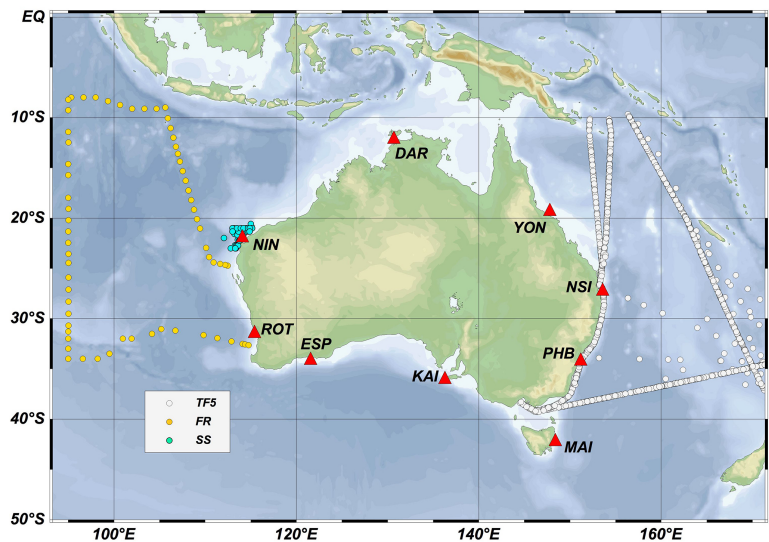 EQ
10°S
20°S
30°S
40°S
50°S
100°E
120°E
140°E
160°E
DAR
YON
NIN
NSI
ROT
ESP
PHB
KAI
MAI
TF5
FR
SS